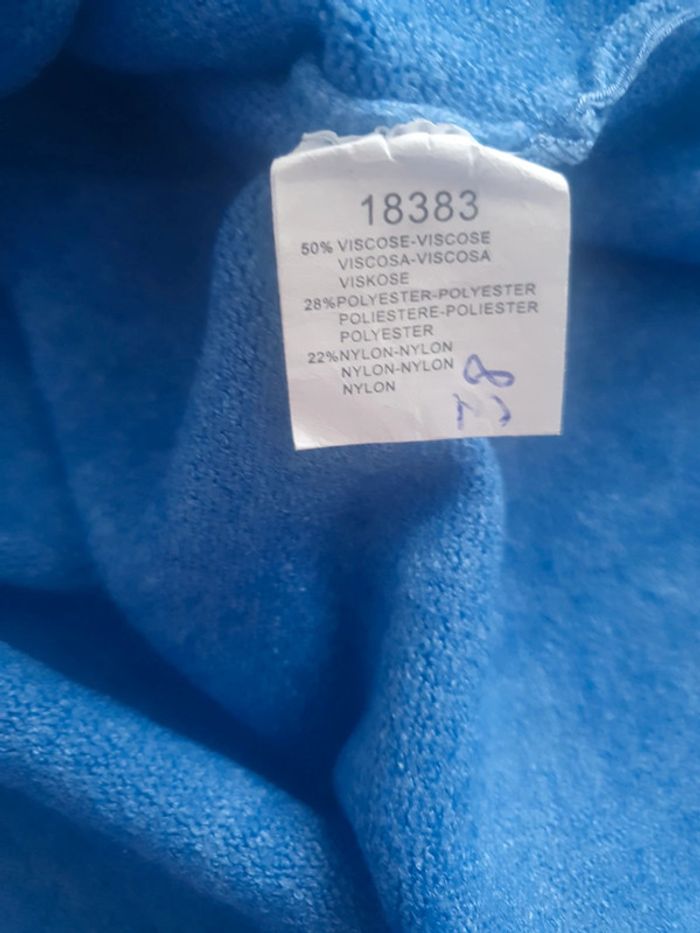 18383
50% VISCOSE-VISCOSE
VISCOSA-VISCOSA
VISKOSE
28%POLYESTER-POLYESTER
POLIESTERE-POLIESTER
POLYESTER
22%NYLON-NYLON
NYLON-NYLON
NYLON